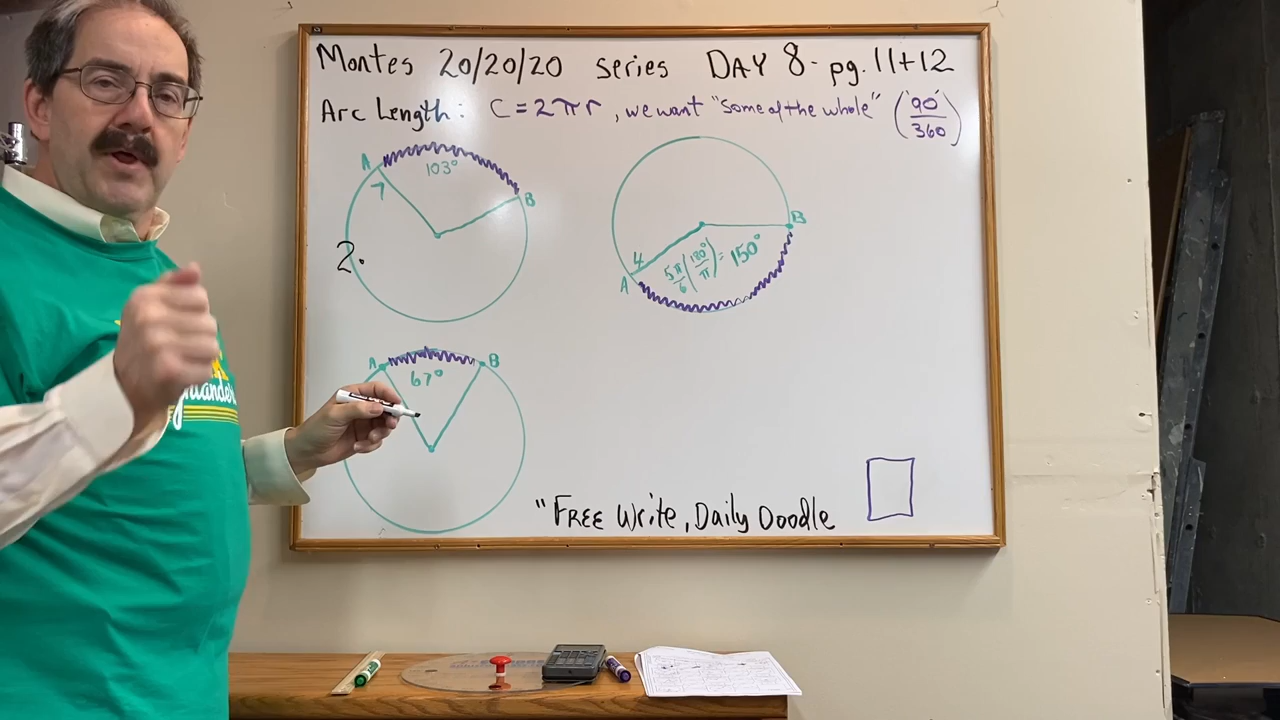 Montes 20/20/20 series DAY 8- pg. 11+12
Arc Length: C = 2πr, we want "some of the whole" (90°/360)
A
103°
7
B
2.
B
4
5π/6 (180°/π) = 150°
A
A
B
67°
"FREE Write, Daily Doodle